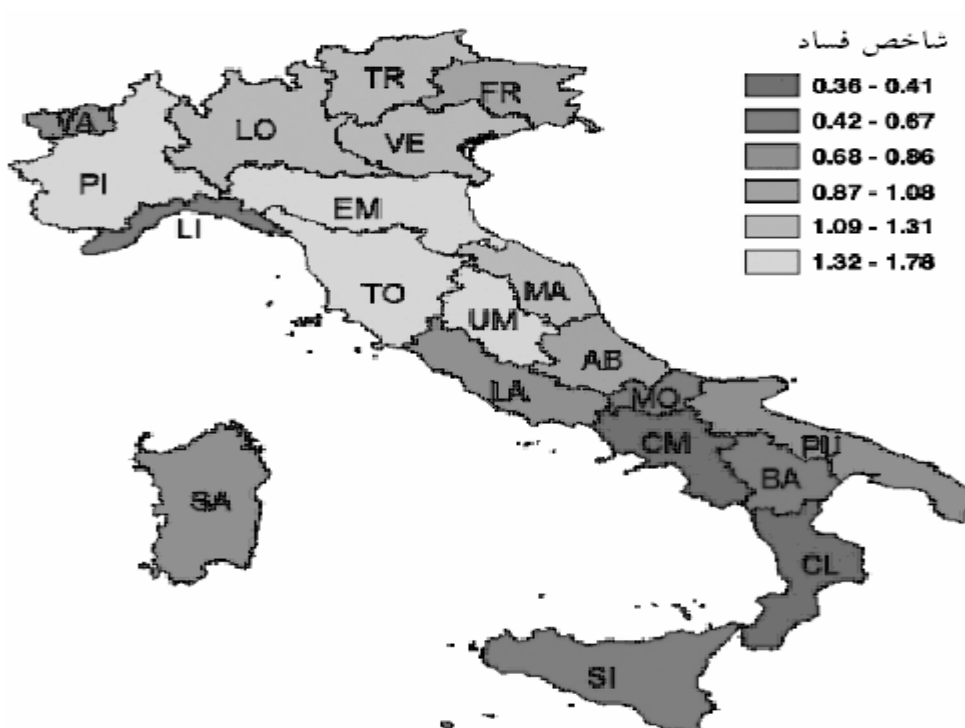 شاخص فساد
0.36 - 0.41
0.42 - 0.67
0.68 - 0.86
0.87 - 1.08
1.09 - 1.31
1.32 - 1.78
TR
FR
VA
LO
VE
PI
EM
LI
TO
MA
UM
AB
LA
MO
CM
PU
BA
SA
CL
SI